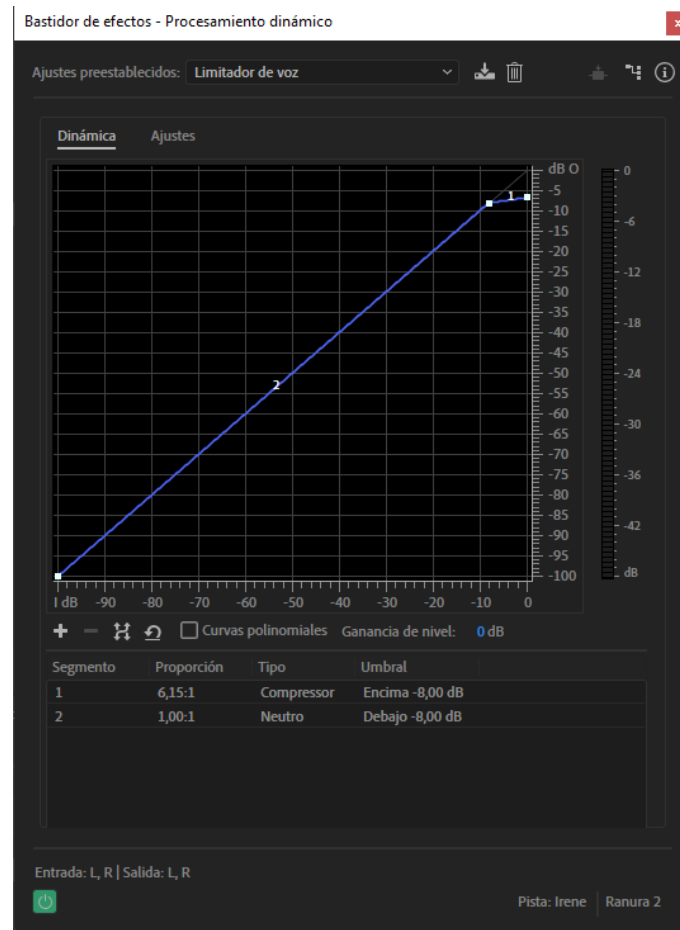 Bastidor de efectos - Procesamiento dinámico
x
Ajustes preestablecidos: Limitador de voz
Dinámica Ajustes
dB O
-5
-10
-15
-20
-25
-30
-35
-40
-45
-50
-55
-60
-65
-70
-75
-80
-85
-90
-95
-100
1
2
0
-6
-12
-18
-24
-30
-36
-42
dB
I dB -90 -80 -70 -60 -50 -40 -30 -20 -10 0
Curvas polinomiales Ganancia de nivel: 0 dB
Segmento Proporción Tipo Umbral
1 6,15:1 Compressor Encima -8,00 dB
2 1,00:1 Neutro Debajo -8,00 dB
Entrada: L, R | Salida: L, R
Pista: Irene Ranura 2